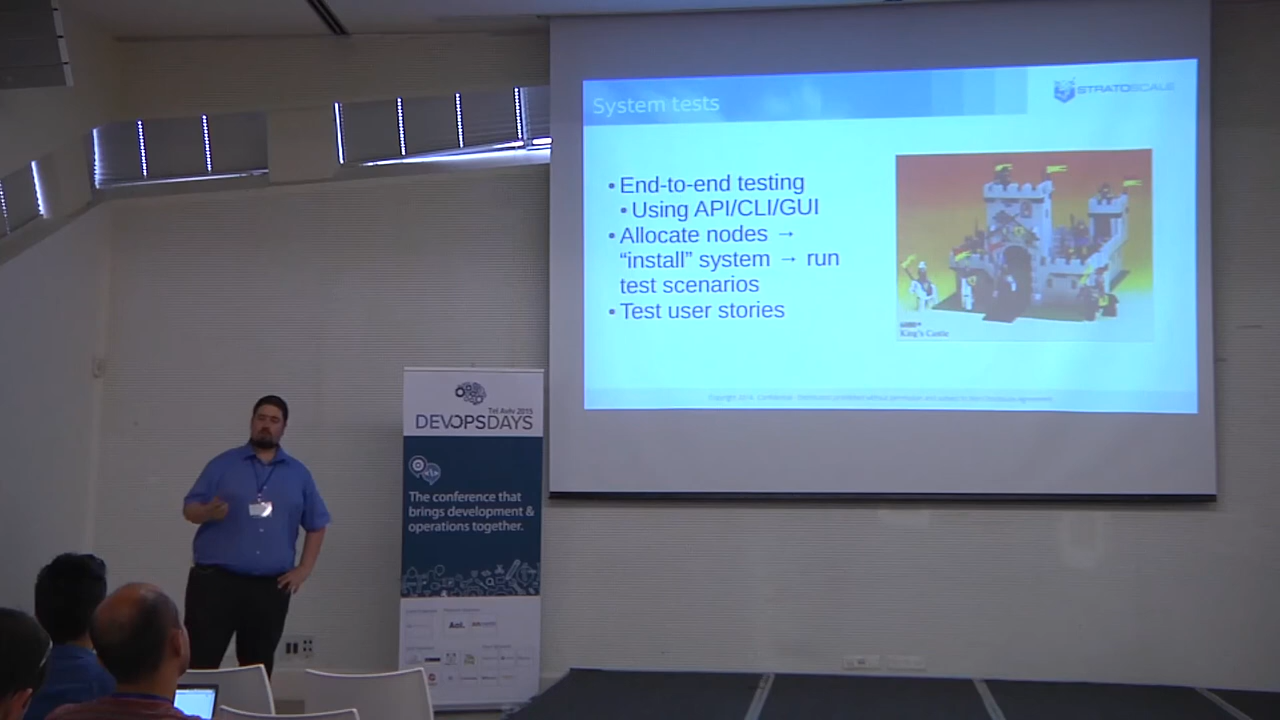 System tests
STRATOSCALE
• End-to-end testing
• Using API/CLI/GUI
• Allocate nodes →
“install” system → run
test scenarios
• Test user stories
King's Castle
Tel Aviv 2015
DEVOPSDAYS
The conference that
brings development &
operations together.
Aol.